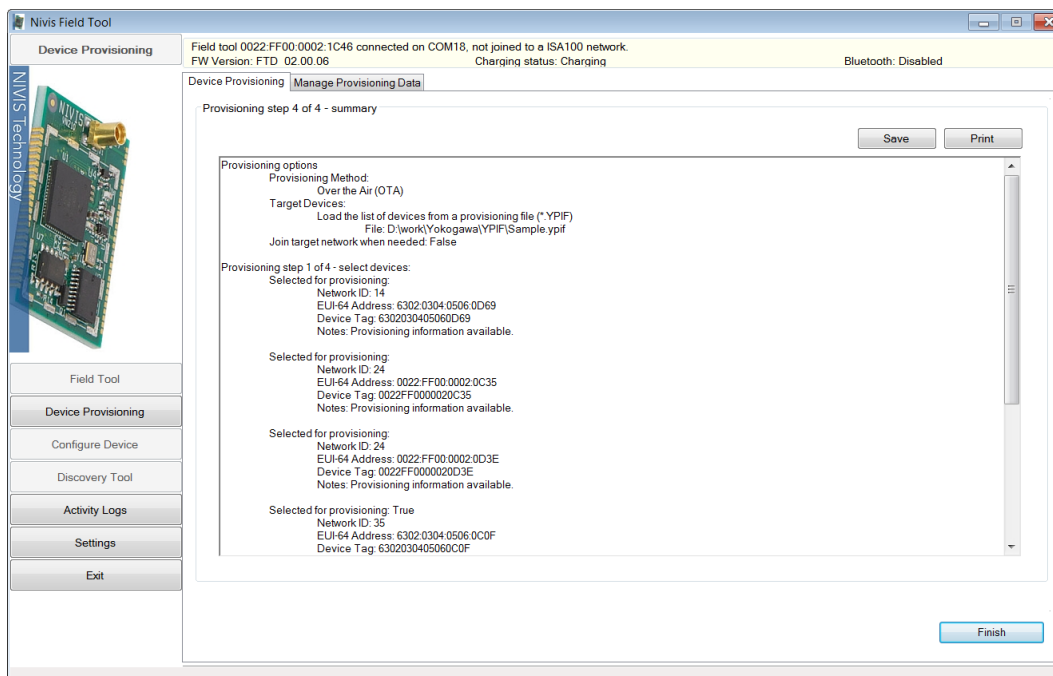 Nivis Field Tool
Device Provisioning
Field tool 0022:FF00:0002:1C46 connected on COM18, not joined to a ISA100 network.
FW Version: FTD 02.00.06
Charging status: Charging
Bluetooth: Disabled
NIVIS Technology
NIVIS
Device Provisioning
Manage Provisioning Data
Provisioning step 4 of 4 - summary
Save
Print
Provisioning options
Provisioning Method:
Over the Air (OTA)
Target Devices:
Load the list of devices from a provisioning file (*.YPIF)
File: D:\work\Yokogawa\YPIF\Sample.ypif
Join target network when needed: False
Provisioning step 1 of 4 - select devices:
Selected for provisioning:
Network ID: 14
EUI-64 Address: 6302:0304:0506:0D69
Device Tag: 6302030405060D69
Notes: Provisioning information available.
Selected for provisioning:
Network ID: 24
EUI-64 Address: 0022:FF00:0002:0C35
Device Tag: 0022FF0000020C35
Notes: Provisioning information available.
Selected for provisioning:
Network ID: 24
EUI-64 Address: 0022:FF00:0002:0D3E
Device Tag: 0022FF0000020D3E
Notes: Provisioning information available.
Selected for provisioning: True
Network ID: 35
EUI-64 Address: 6302:0304:0506:0C0F
Device Tag: 6302030405060C0F
Field Tool
Device Provisioning
Configure Device
Discovery Tool
Activity Logs
Settings
Exit
Finish